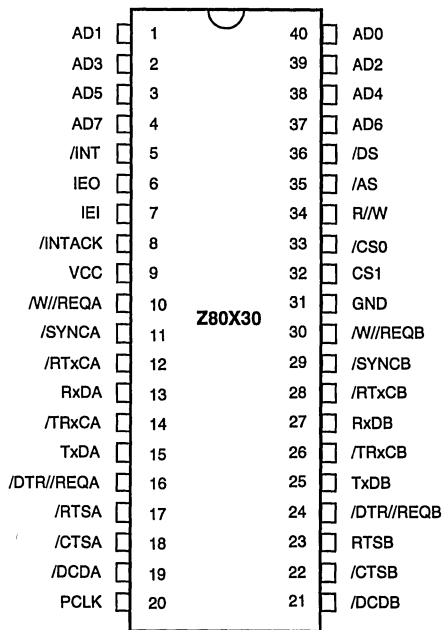 AD1 1 40 AD0
AD3 2 39 AD2
AD5 3 38 AD4
AD7 4 37 AD6
/INT 5 36 /DS
IEO 6 35 /AS
IEI 7 34 R//W
/INTACK 8 33 /CS0
VCC 9 32 CS1
/W//REQA 10 31 GND
Z80X30
/SYNCA 11 30 /W//REQB
/RTxCA 12 29 /SYNCB
RxDA 13 28 /RTxCB
/TRxCA 14 27 RxDB
TxDA 15 26 /TRxCB
/DTR//REQA 16 25 TxDB
/RTSA 17 24 /DTR//REQB
/CTSA 18 23 RTSB
/DCDA 19 22 /CTSB
PCLK 20 21 /DCDB